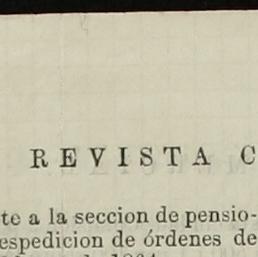 REVISTA C
te a la seccion de pensio-
espedicion de órdenes de